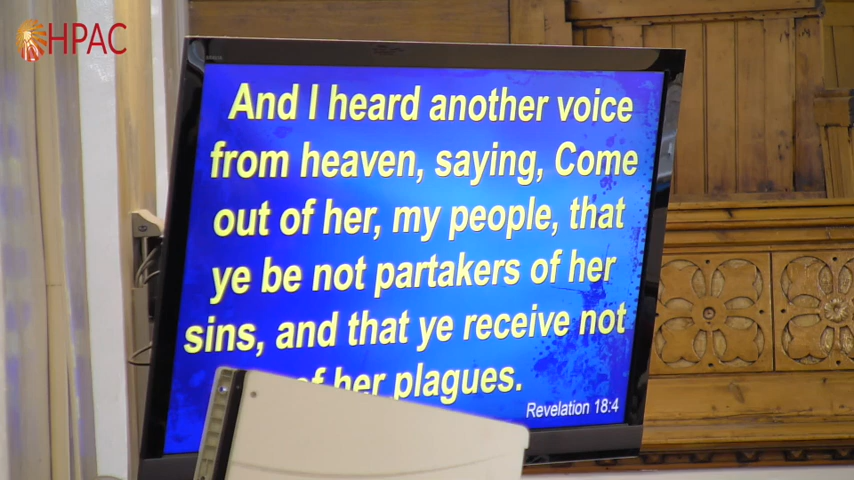 HPAC
And I heard another voice
from heaven, saying, Come
out of her, my people, that
ye be not partakers of her
sins, and that ye receive not
of her plagues.
Revelation 18:4